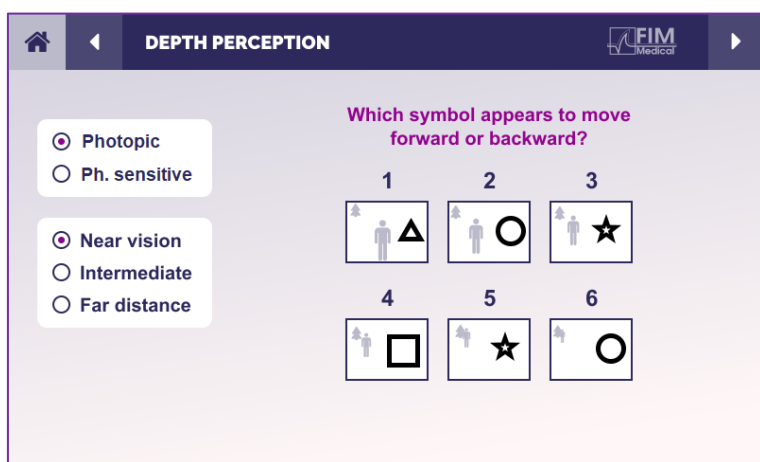 DEPTH PERCEPTION
FIM
Medical
Which symbol appears to move
forward or backward?
Photopic
Ph. sensitive
Near vision
Intermediate
Far distance
1 2 3
4 5 6